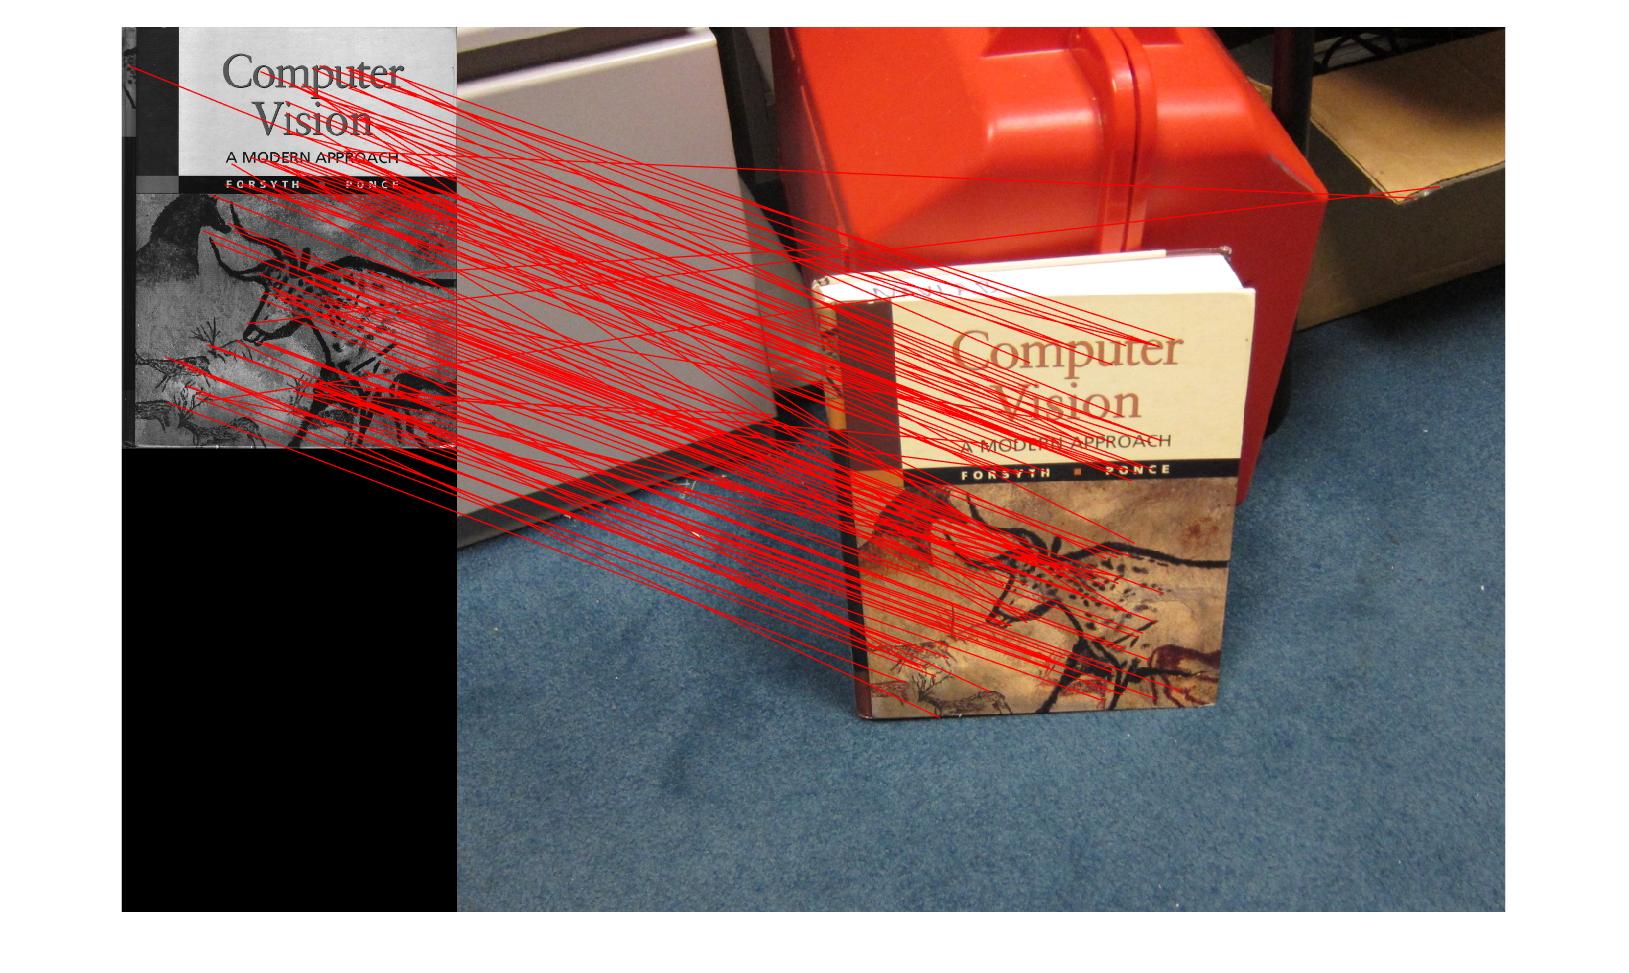 Computer
Vision
A MODERN APPROACH
FORSYTH ▪ PONCE
Computer
Vision
A MODERN APPROACH
FORSYTH ▪ PONCE